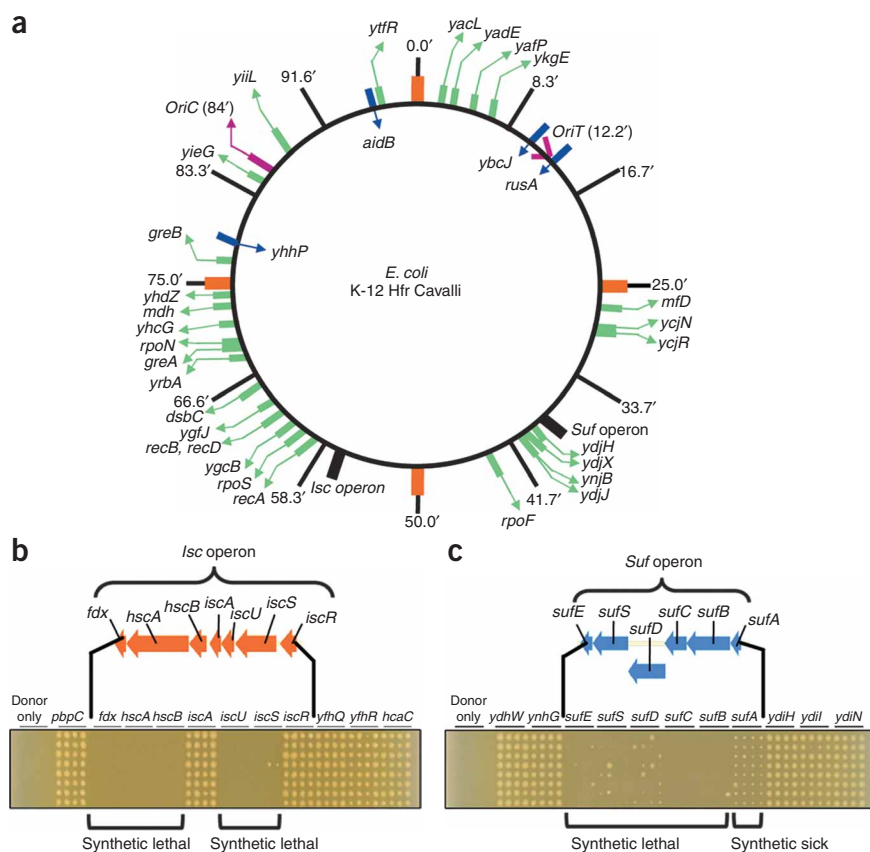 a
ytfR
0.0′
yacL
yadE
yafP
ykgE
8.3′
91.6′
yiiL
OriC (84′)
yieG
83.3′
aidB
OriT (12.2′)
ybcJ
rusA
16.7′
greB
yhhP
E. coli
K-12 Hfr Cavalli
75.0′
25.0′
yhdZ
mdh
yhcG
rpoN
greA
yrbA
mfD
ycjN
ycjR
66.6′
33.7′
dsbC
ygfJ
recB, recD
ygcB
rpoS
recA
58.3′
Isc operon
50.0′
rpoF
41.7′
Suf operon
ydjH
ydjX
ynjB
ydjJ
b
Isc operon
fdx hscA hscB iscA iscU iscS iscR
Donor only pbpC fdx hscA hscB iscA iscU iscS iscR yfhQ yfhR hcaC
Synthetic lethal Synthetic lethal
c
Suf operon
sufE sufS sufD sufC sufB sufA
Donor only ydhW ynhG sufE sufS sufD sufC sufB sufA ydiH ydiI ydiN
Synthetic lethal Synthetic sick